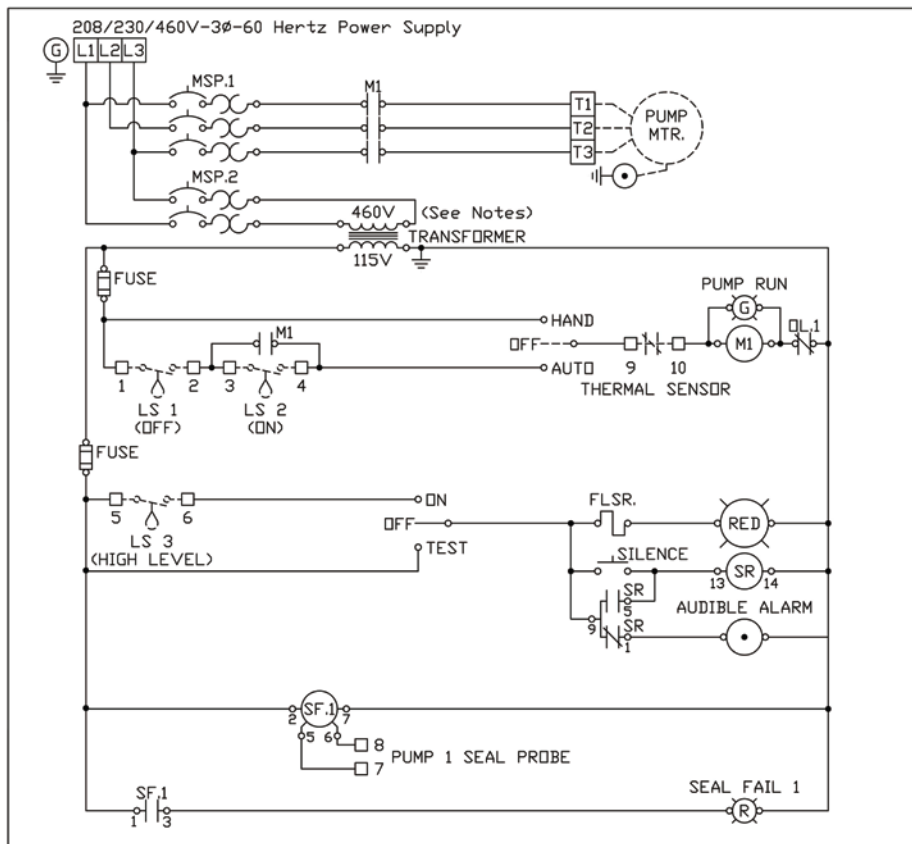 208/230/460V-3ø-60 Hertz Power Supply
G L1 L2 L3
MSP.1
M1
T1
T2
T3
PUMP
MTR.
MSP.2
460V
(See Notes)
TRANSFORMER
115V
FUSE
PUMP RUN
G
HAND
OFF
AUTO
M1
M1
OL.1
1 2 3 4
9 10
THERMAL SENSOR
LS 1
(OFF)
LS 2
(ON)
FUSE
5 6
LS 3
(HIGH LEVEL)
ON
OFF
TEST
FLSR.
RED
SILENCE
13 SR 14
SR
5
9
SR
1
AUDIBLE ALARM
2 SF.1 7
5 6
8
7
PUMP 1 SEAL PROBE
SF.1
1 3
SEAL FAIL 1
R